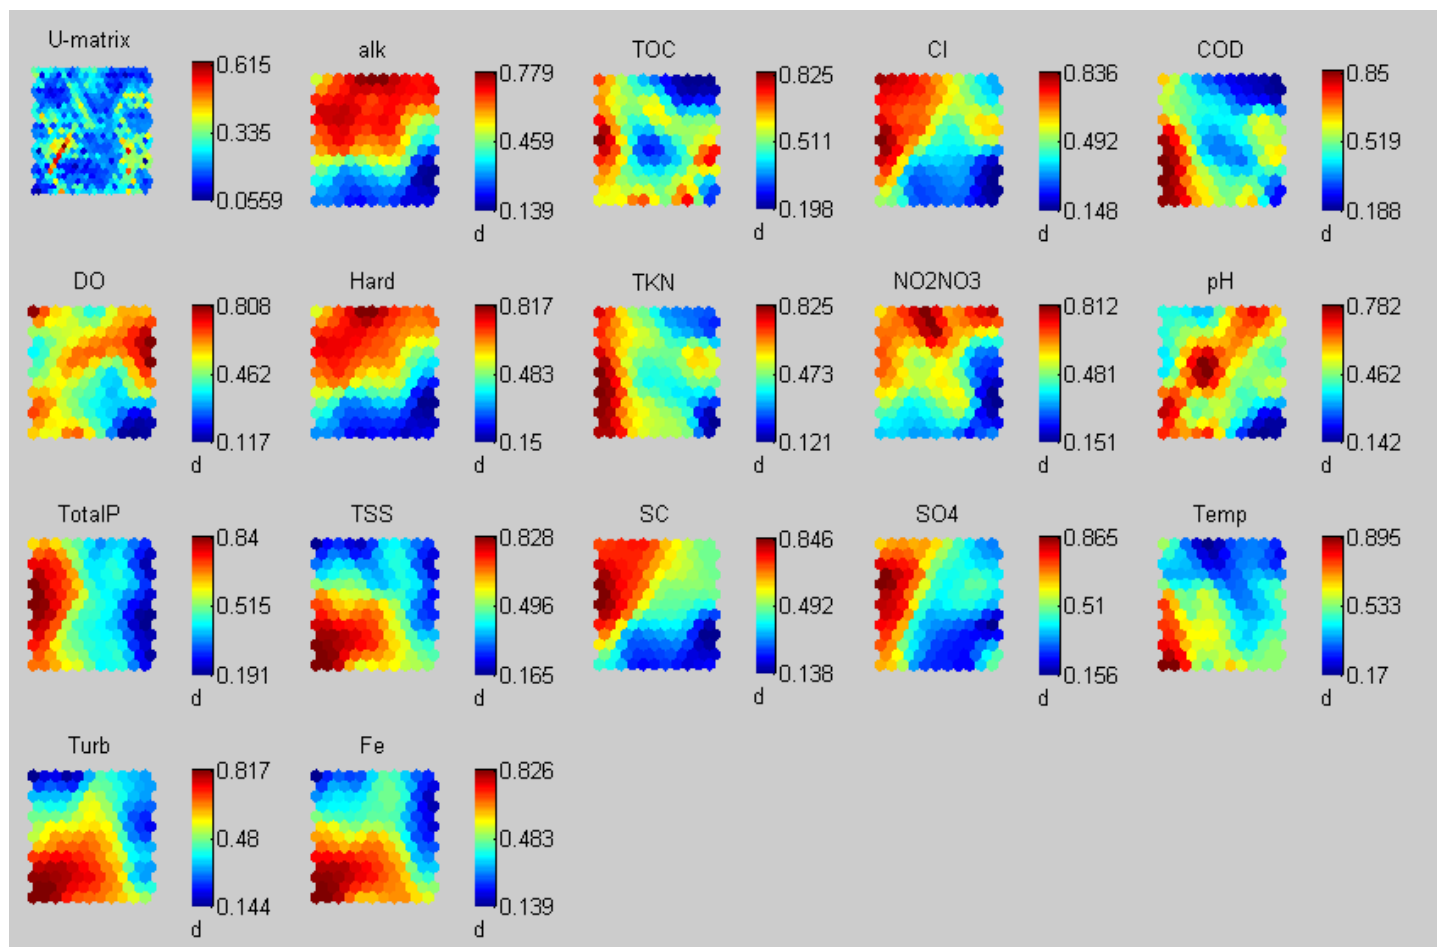 U-matrix
0.615
0.335
0.0559
alk
0.779
0.459
0.139
d
TOC
0.825
0.511
0.198
d
Cl
0.836
0.492
0.148
d
COD
0.85
0.519
0.188
d
DO
0.808
0.462
0.117
d
Hard
0.817
0.483
0.15
d
TKN
0.825
0.473
0.121
d
NO2NO3
0.812
0.481
0.151
d
pH
0.782
0.462
0.142
d
TotalP
0.84
0.515
0.191
d
TSS
0.828
0.496
0.165
d
SC
0.846
0.492
0.138
d
SO4
0.865
0.51
0.156
d
Temp
0.895
0.533
0.17
d
Turb
0.817
0.48
0.144
d
Fe
0.826
0.483
0.139
d